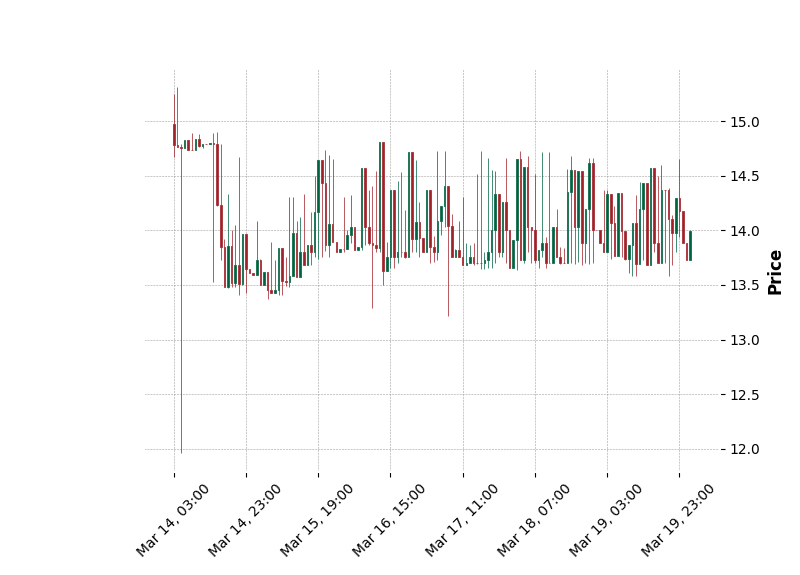 15.0
14.5
14.0
13.5
13.0
12.5
12.0
Price
Mar 14, 03:00
Mar 14, 23:00
Mar 15, 19:00
Mar 16, 15:00
Mar 17, 11:00
Mar 18, 07:00
Mar 19, 03:00
Mar 19, 23:00